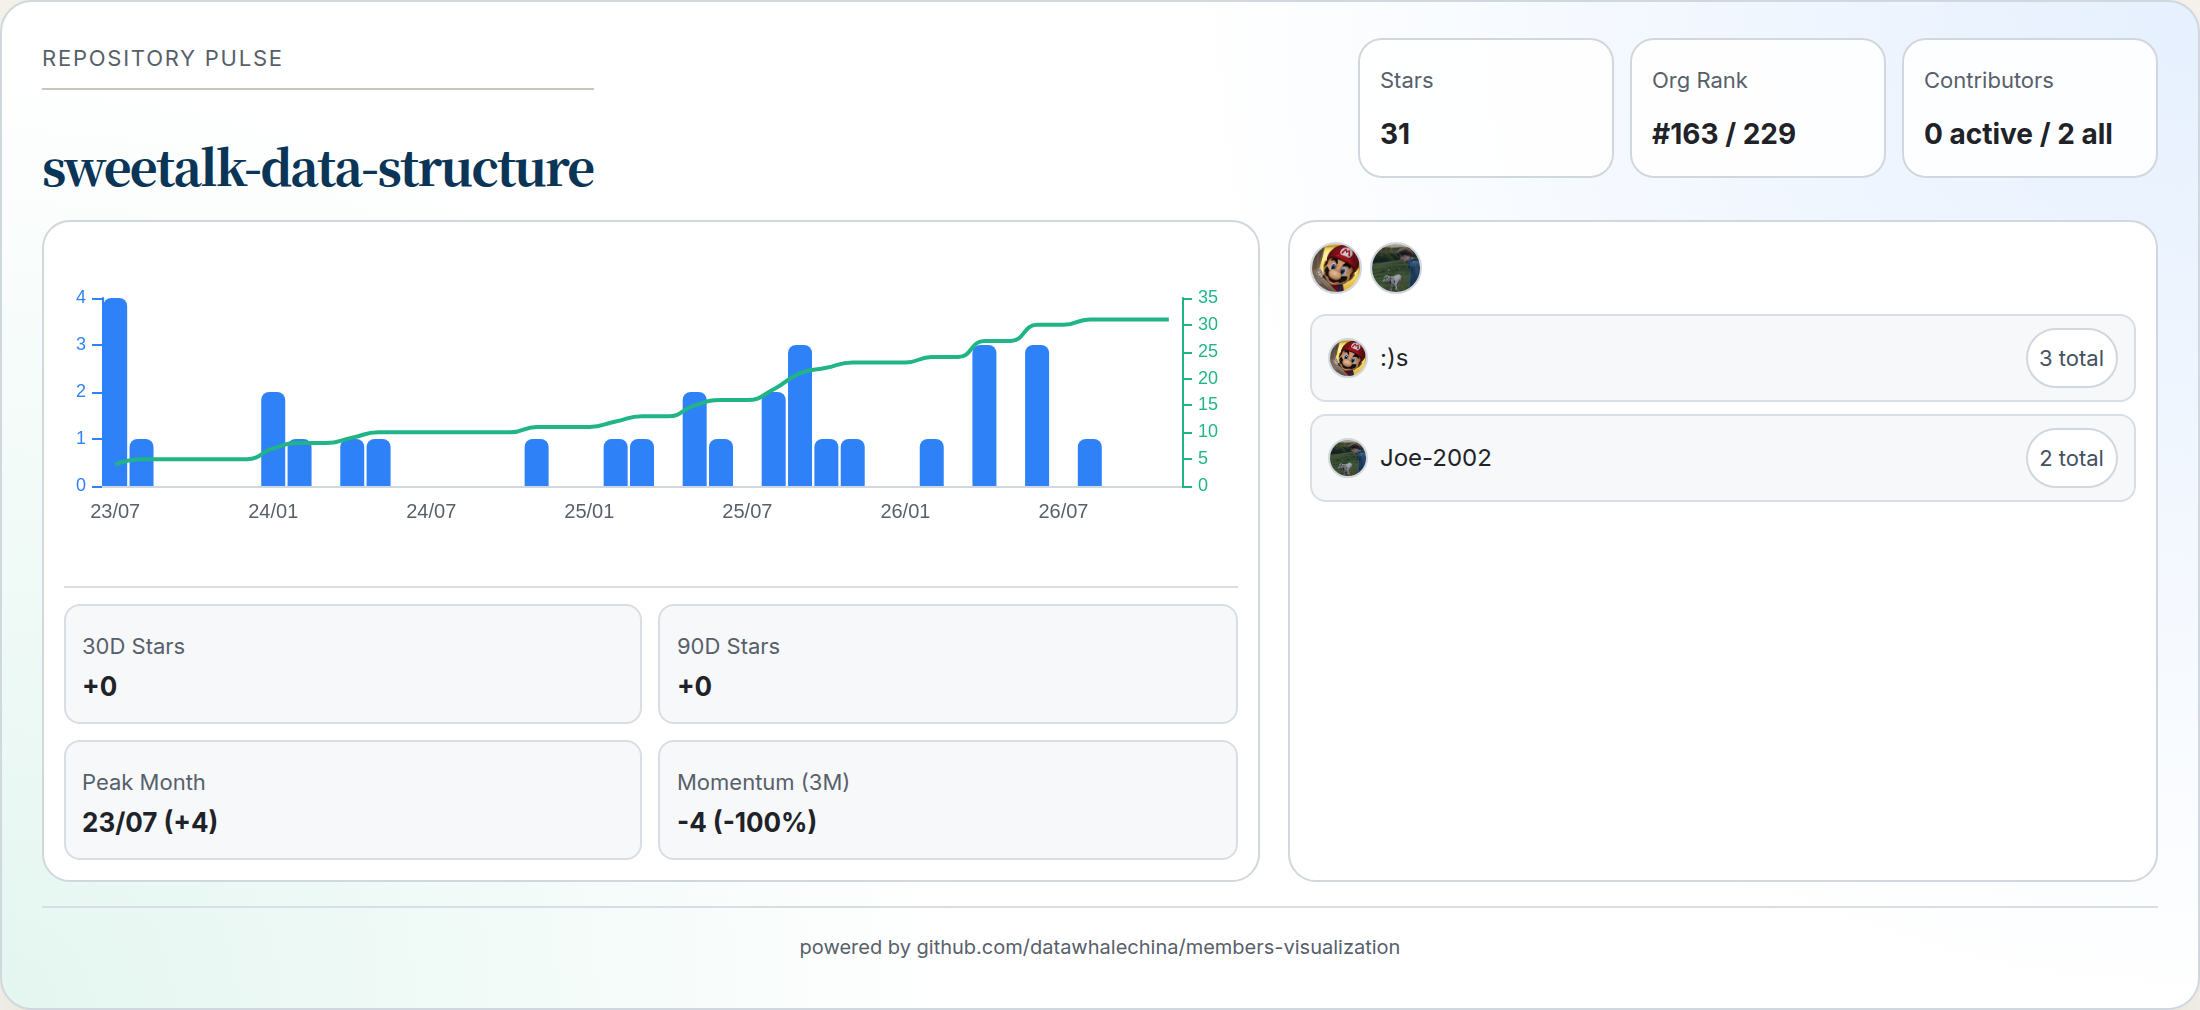 REPOSITORY PULSE
sweetalk-data-structure
Stars
31
Org Rank
#163 / 229
Contributors
0 active / 2 all
4
3
2
1
0
35
30
25
20
15
10
5
0
23/07
24/01
24/07
25/01
25/07
26/01
26/07
30D Stars
+0
90D Stars
+0
Peak Month
23/07 (+4)
Momentum (3M)
-4 (-100%)
:)s
3 total
Joe-2002
2 total
powered by github.com/datawhalechina/members-visualization